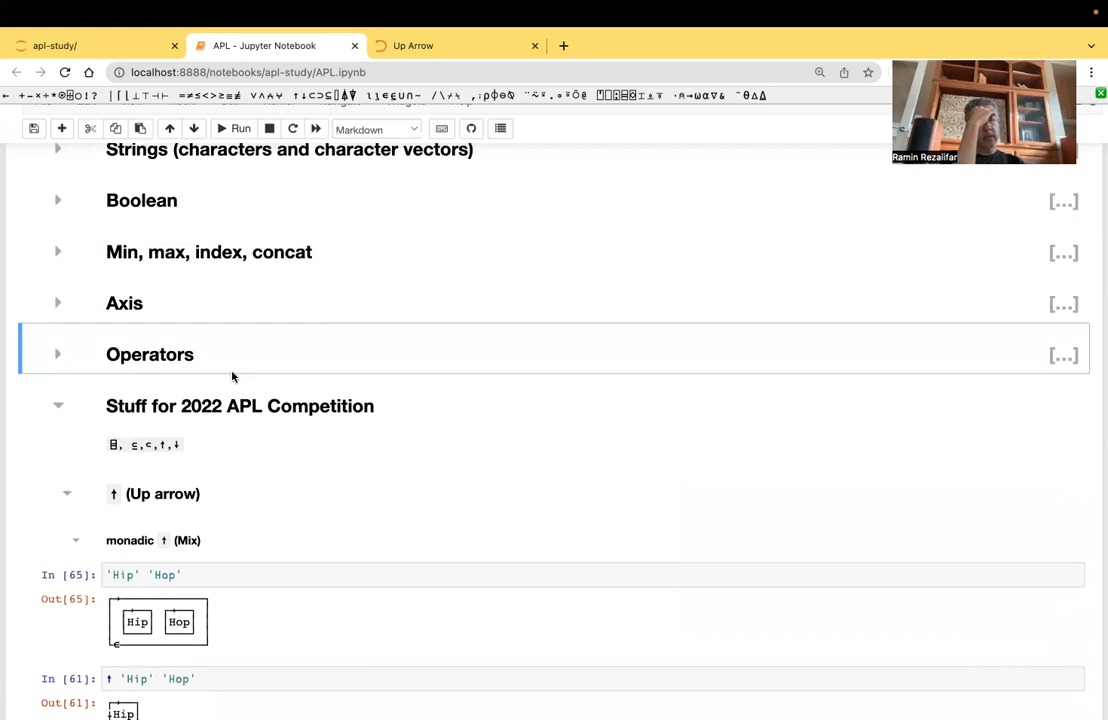 apl-study/
APL - Jupyter Notebook
Up Arrow
localhost:8888/notebooks/apl-study/APL.ipynb
Run
Markdown
Ramin Rezaiifar
Strings (characters and character vectors)
Boolean
[...]
Min, max, index, concat
[...]
Axis
[...]
Operators
[...]
Stuff for 2022 APL Competition
⌸, ⊆,⊂,↑,↓
↑ (Up arrow)
monadic ↑ (Mix)
In [65]: 'Hip' 'Hop'
Out[65]:
Hip Hop
In [61]: ↑ 'Hip' 'Hop'
Out[61]:
Hip